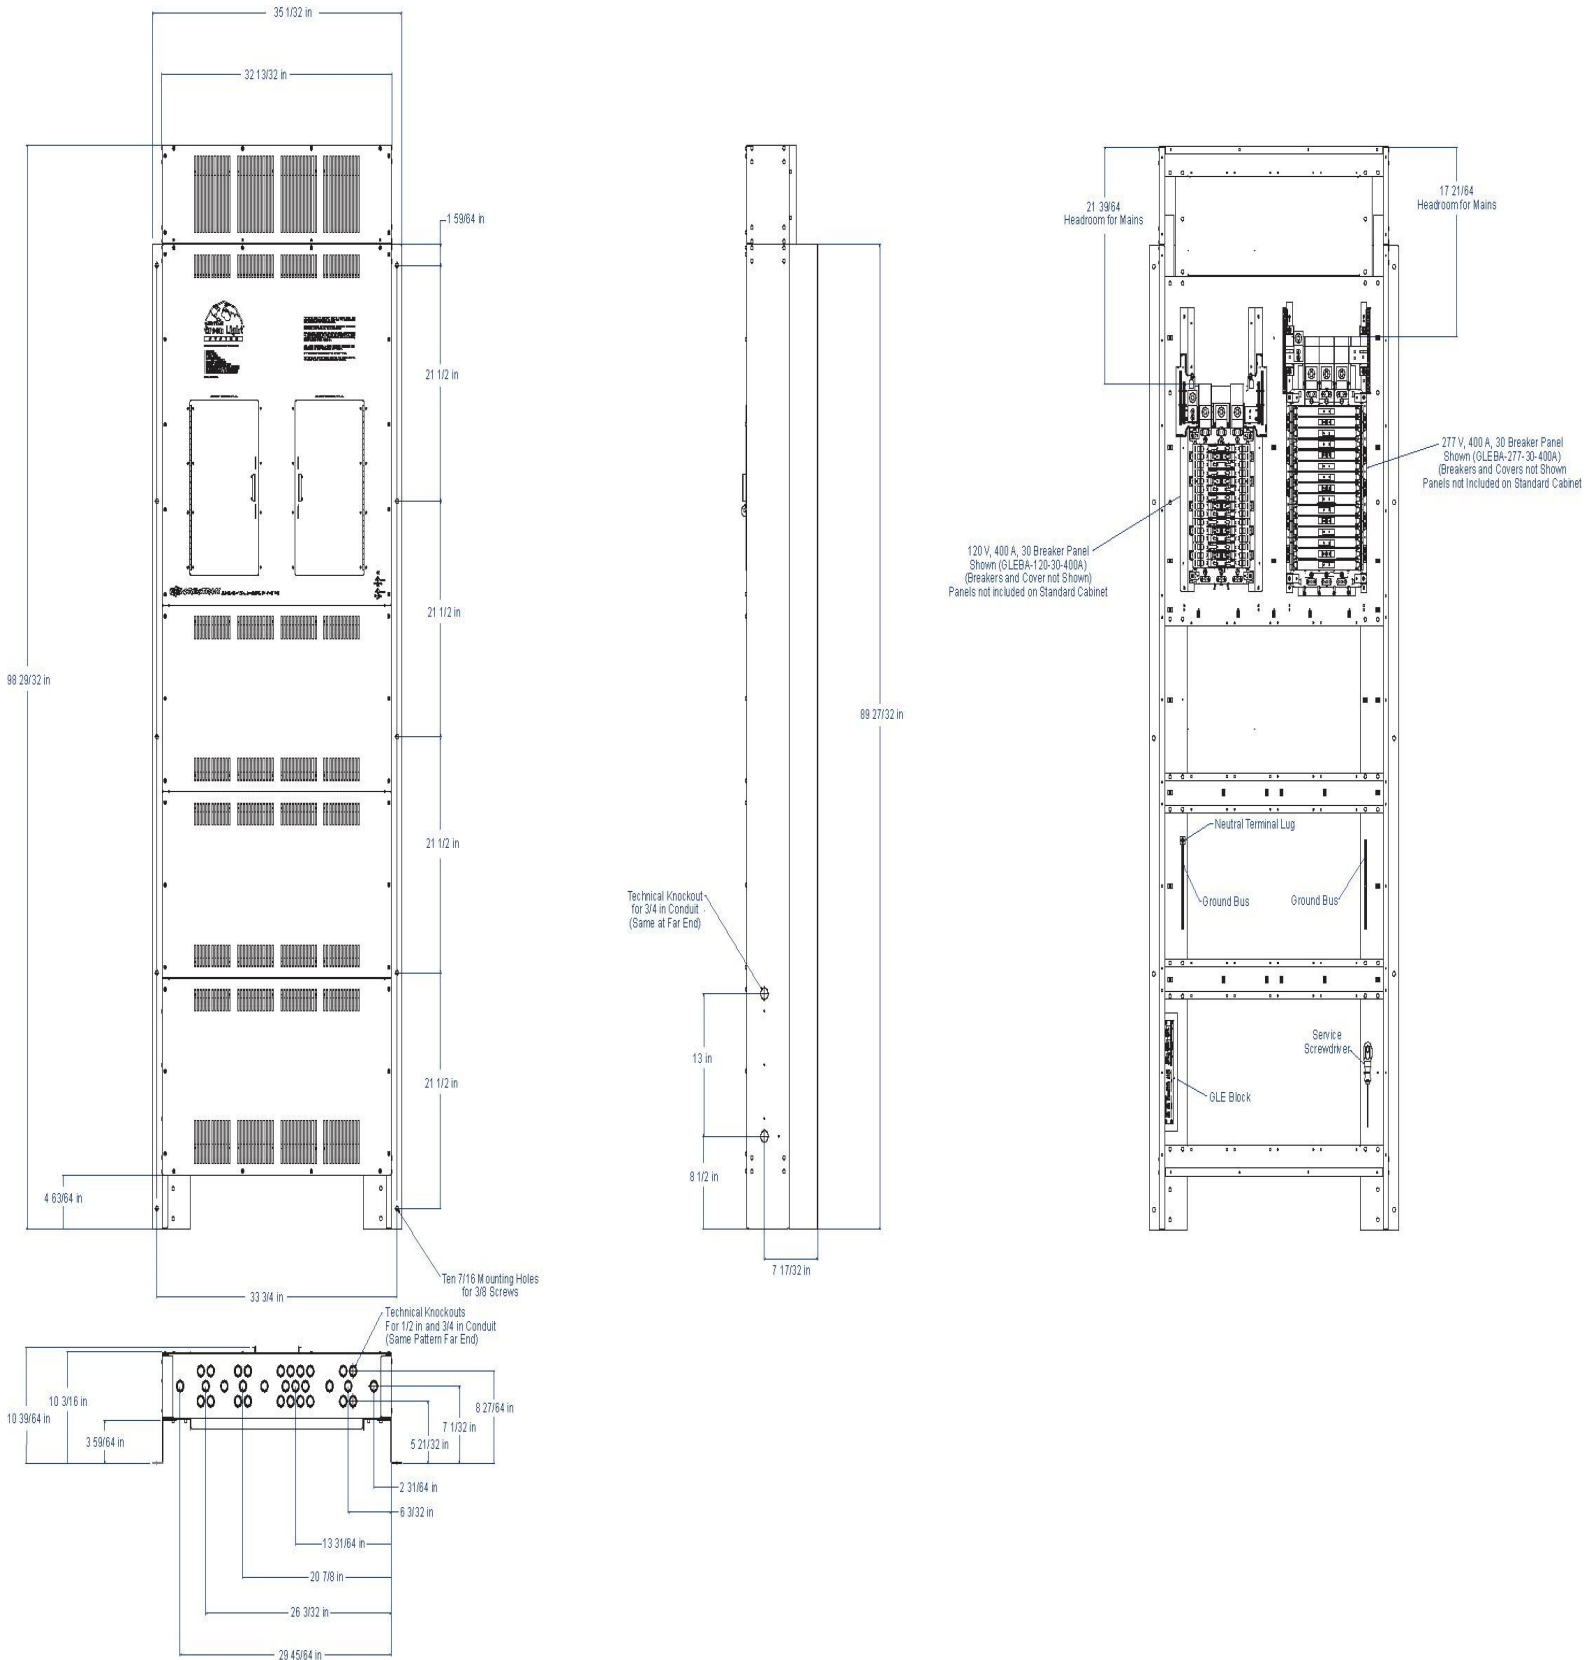 35 1/32 in
32 13/32 in
1 59/64 in
21 39/64
Headroom for Mains
17 21/64
Headroom for Mains
Green Light
21 1/2 in
277 V, 400 A, 30 Breaker Panel
Shown (GLEBA-277-30-400A)
(Breakers and Covers not Shown
Panels not Included on Standard Cabinet
120 V, 400 A, 30 Breaker Panel
Shown (GLEBA-120-30-400A)
(Breakers and Cover not Shown)
Panels not included on Standard Cabinet
21 1/2 in
98 29/32 in
89 27/32 in
21 1/2 in
Neutral Terminal Lug
Ground Bus
Ground Bus
Technical Knockout
for 3/4 in Conduit
(Same at Far End)
13 in
21 1/2 in
Service
Screwdriver
GLE Block
8 1/2 in
4 63/64 in
7 17/32 in
Ten 7/16 Mounting Holes
for 3/8 Screws
33 3/4 in
Technical Knockouts
For 1/2 in and 3/4 in Conduit
(Same Pattern Far End)
10 3/16 in
10 39/64 in
3 59/64 in
8 27/64 in
7 1/32 in
5 21/32 in
2 31/64 in
6 3/32 in
13 31/64 in
20 7/8 in
26 3/32 in
29 45/64 in